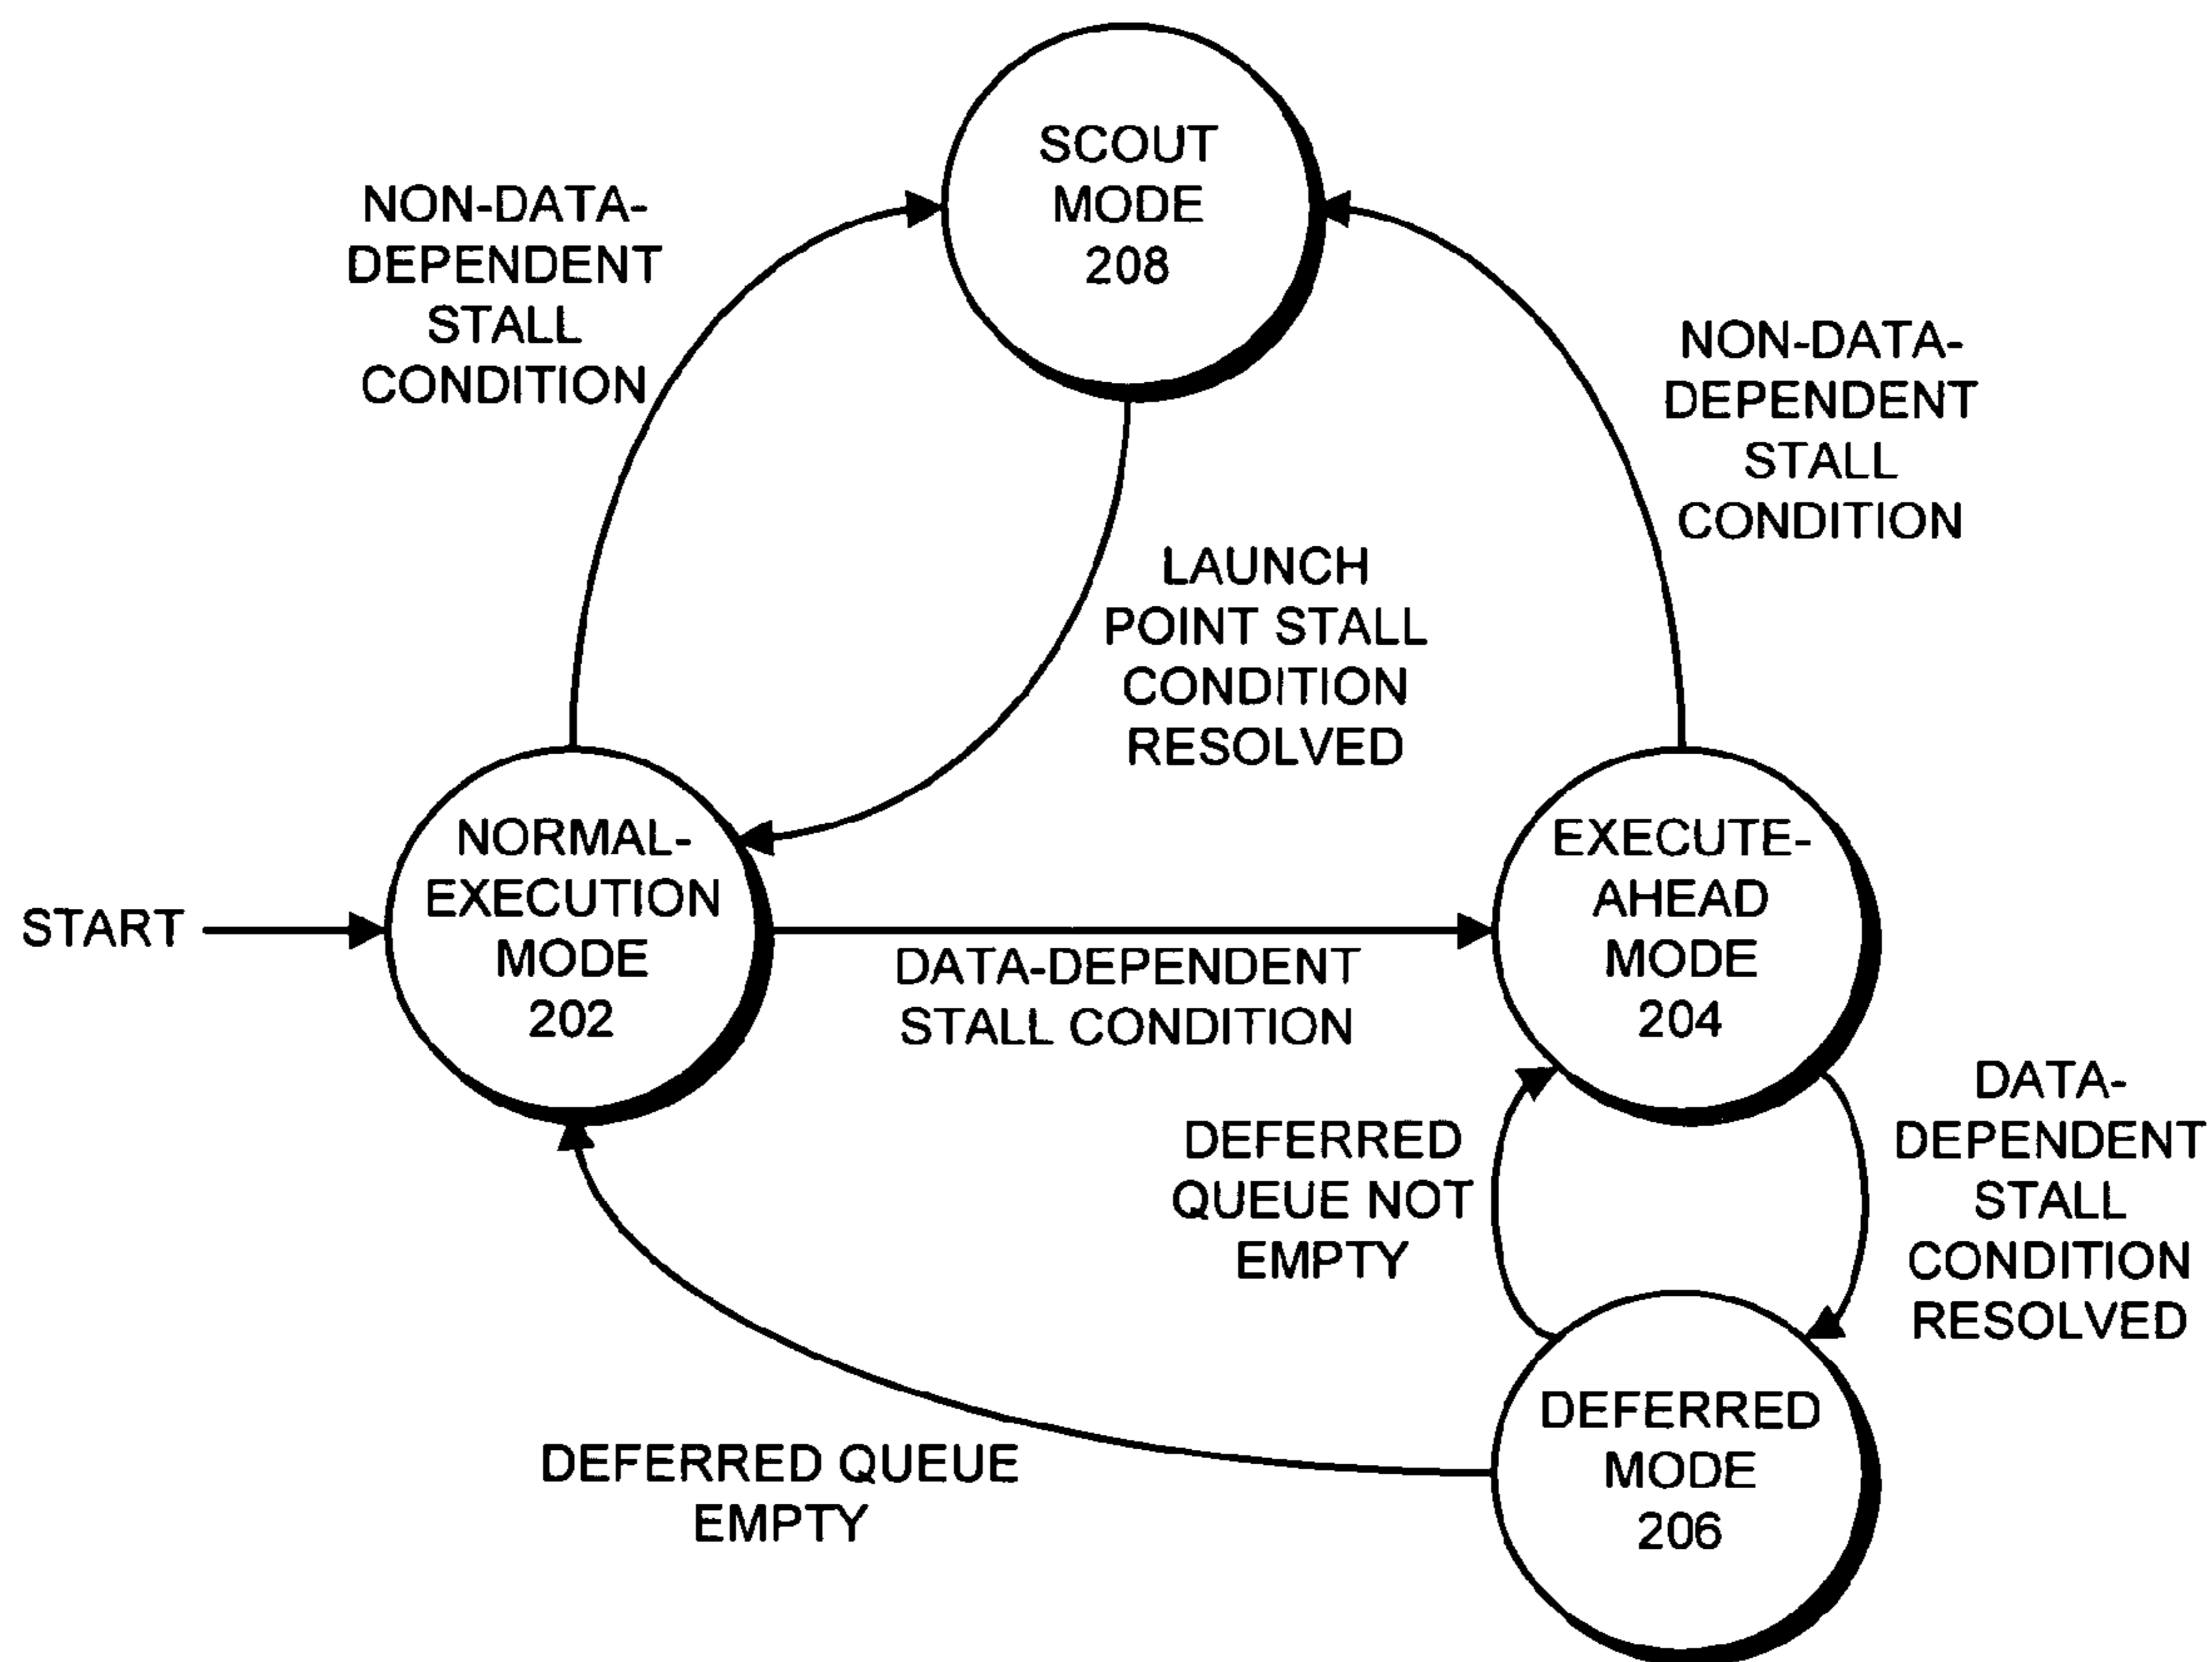 SCOUT
MODE
208
NON-DATA-
DEPENDENT
STALL
CONDITION
NON-DATA-
DEPENDENT
STALL
CONDITION
LAUNCH
POINT STALL
CONDITION
RESOLVED
START
NORMAL-
EXECUTION
MODE
202
DATA-DEPENDENT
STALL CONDITION
EXECUTE-
AHEAD
MODE
204
DEFERRED
QUEUE NOT
EMPTY
DATA-
DEPENDENT
STALL
CONDITION
RESOLVED
DEFERRED QUEUE
EMPTY
DEFERRED
MODE
206